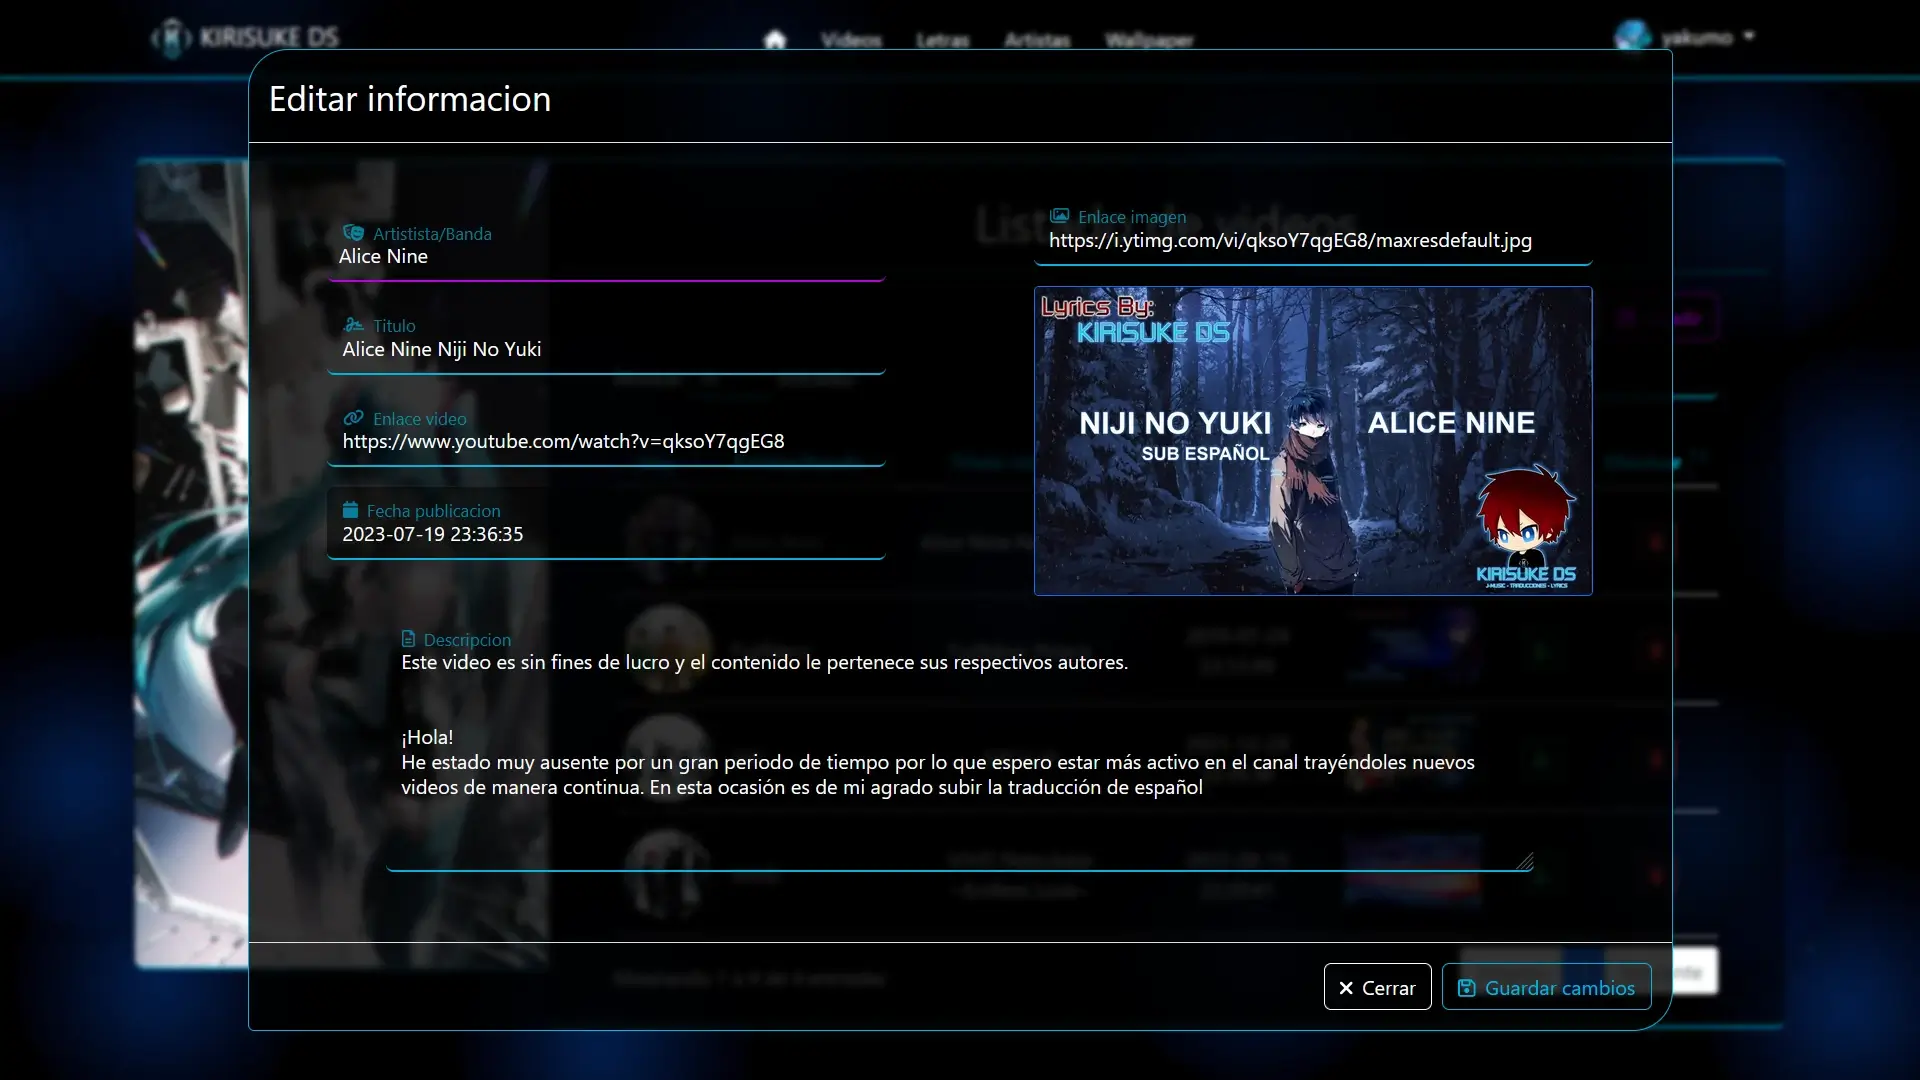 KIRISUKE DS
Videos
Letras
Artistas
Wallpaper
yakumo
Editar informacion
Artistista/Banda
Alice Nine
Titulo
Alice Nine Niji No Yuki
Enlace video
https://www.youtube.com/watch?v=qksoY7qgEG8
Fecha publicacion
2023-07-19 23:36:35
Enlace imagen
https://i.ytimg.com/vi/qksoY7qgEG8/maxresdefault.jpg
Lyrics By:
KIRISUKE DS
NIJI NO YUKI
SUB ESPAÑOL
ALICE NINE
KIRISUKE DS
J-MUSIC - TRADUCCIONES - LYRICS
Descripcion
Este video es sin fines de lucro y el contenido le pertenece sus respectivos autores.
¡Hola!
He estado muy ausente por un gran periodo de tiempo por lo que espero estar más activo en el canal trayéndoles nuevos
videos de manera continua. En esta ocasión es de mi agrado subir la traducción de español
Cerrar
Guardar cambios